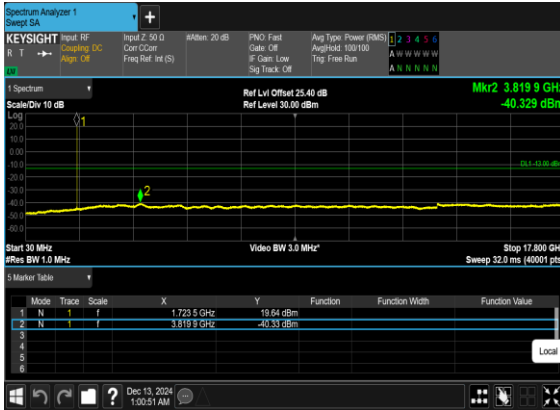 Spectrum Analyzer 1
Swept SA
+
KEYSIGHT Input: RF Input Z: 50 Ω #Atten: 20 dB PNO: Fast Avg Type: Power (RMS) 1 2 3 4 5 6
R T Coupling: DC Corr CCorr Gate: Off Avg|Hold: 100/100 A W W W W W
Align: Off Freq Ref: Int (S) IF Gain: Low Trig: Free Run
Sig Track: Off A N N N N N
1 Spectrum Ref Lvl Offset 25.40 dB Mkr2 3.819 9 GHz
Scale/Div 10 dB Ref Level 30.00 dBm -40.329 dBm
Log
20.0
10.0
0.00
-10.0
-20.0
-30.0
-40.0
-50.0
-60.0
1
DL1 -13.00 dBm
2
Start 30 MHz Video BW 3.0 MHz* Stop 17.800 GHz
#Res BW 1.0 MHz Sweep 32.0 ms (40001 pts)
5 Marker Table
Mode Trace Scale X Y Function Function Width Function Value
1 N 1 f 1.723 5 GHz 19.64 dBm
2 N 1 f 3.819 9 GHz -40.33 dBm
3
4
5
6
Local
? Dec 13, 2024
1:00:51 AM